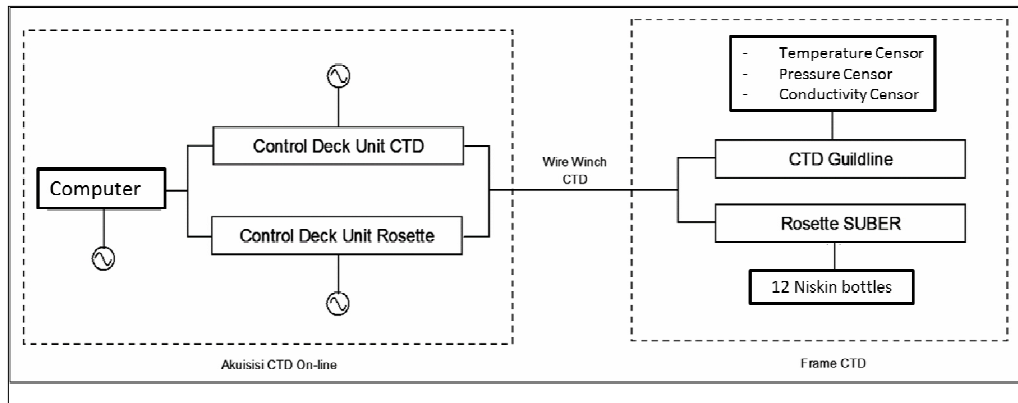 - Temperature Censor
- Pressure Censor
- Conductivity Censor
Control Deck Unit CTD
CTD Guildline
Wire Winch
CTD
Computer
Control Deck Unit Rosette
Rosette SUBER
12 Niskin bottles
Akuisisi CTD On-line
Frame CTD